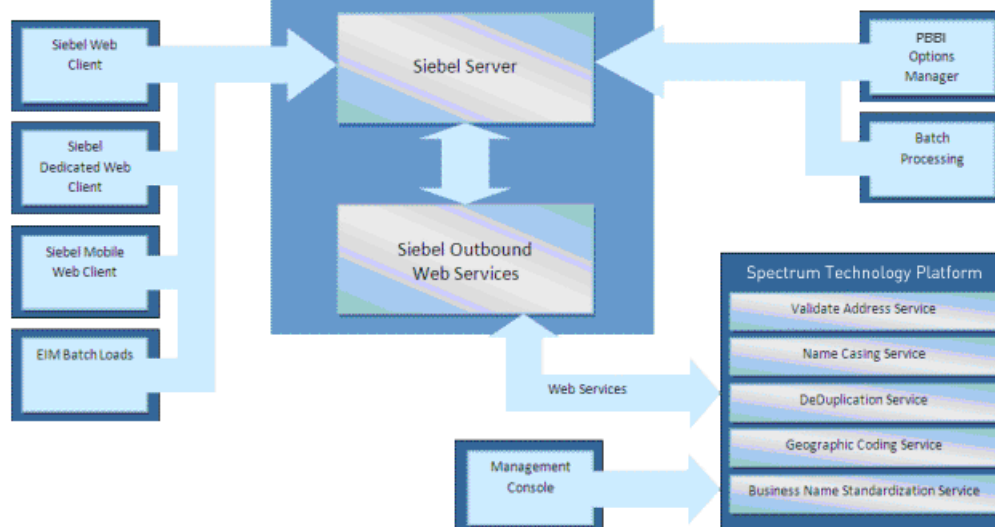 Siebel Web
Client
Siebel
Dedicated Web
Client
Siebel Mobile
Web Client
EIM Batch Loads
Siebel Server
Siebel Outbound
Web Services
PBBI
Options
Manager
Batch
Processing
Web Services
Management
Console
Spectrum Technology Platform
Validate Address Service
Name Casing Service
DeDuplication Service
Geographic Coding Service
Business Name Standardization Service